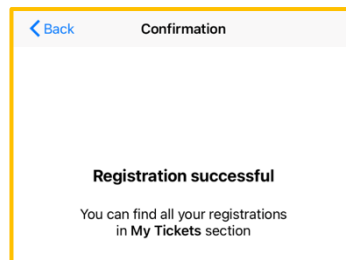 Back Confirmation
Registration successful
You can find all your registrations
in My Tickets section